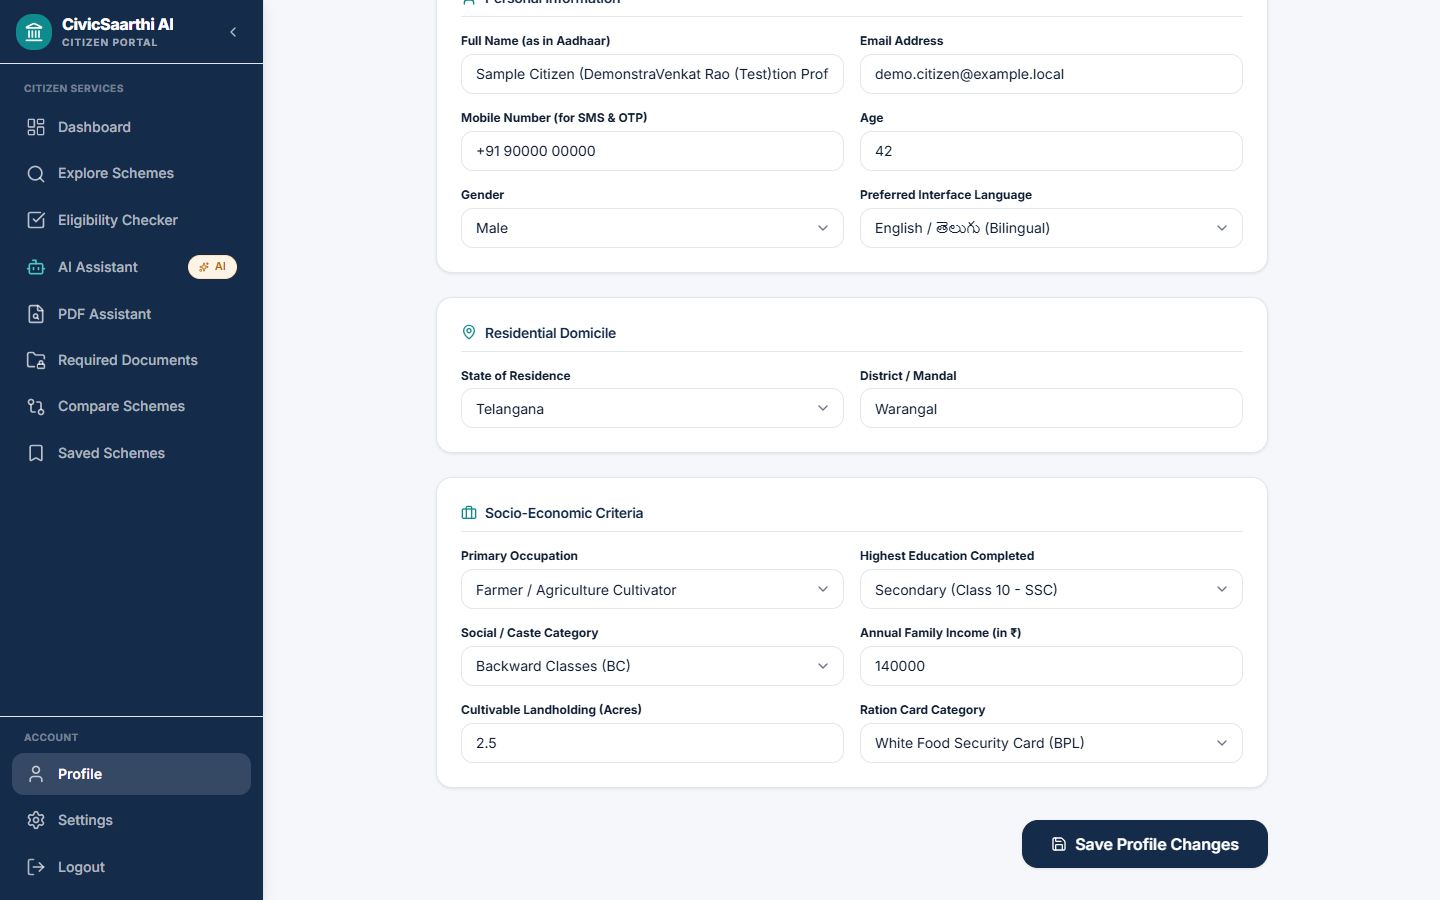 CivicSaarthi AI
CITIZEN PORTAL
CITIZEN SERVICES
Dashboard
Explore Schemes
Eligibility Checker
AI Assistant
AI
PDF Assistant
Required Documents
Compare Schemes
Saved Schemes
ACCOUNT
Profile
Settings
Logout
Personal Information
Full Name (as in Aadhaar)
Sample Citizen (DemonstraVenkat Rao (Test)tion Prof
Email Address
demo.citizen@example.local
Mobile Number (for SMS & OTP)
+91 90000 00000
Age
42
Gender
Male
Preferred Interface Language
English / తెలుగు (Bilingual)
Residential Domicile
State of Residence
Telangana
District / Mandal
Warangal
Socio-Economic Criteria
Primary Occupation
Farmer / Agriculture Cultivator
Highest Education Completed
Secondary (Class 10 - SSC)
Social / Caste Category
Backward Classes (BC)
Annual Family Income (in ₹)
140000
Cultivable Landholding (Acres)
2.5
Ration Card Category
White Food Security Card (BPL)
Save Profile Changes